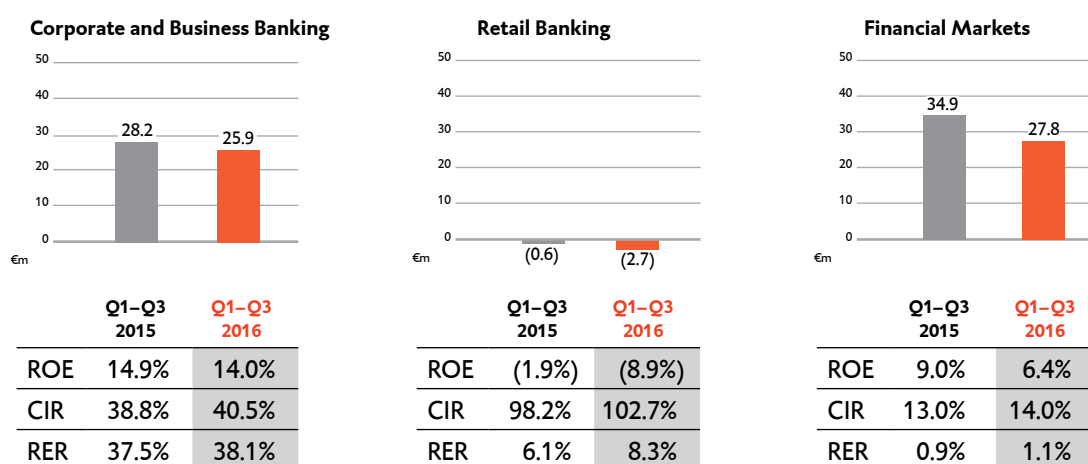 Corporate and Business Banking
50
40
30
20
10
0
€m
28.2
25.9
Q1–Q3 Q1–Q3
2015 2016
ROE 14.9% 14.0%
CIR 38.8% 40.5%
RER 37.5% 38.1%
Retail Banking
50
40
30
20
10
0
€m
(0.6)
(2.7)
Q1–Q3 Q1–Q3
2015 2016
ROE (1.9%) (8.9%)
CIR 98.2% 102.7%
RER 6.1% 8.3%
Financial Markets
50
40
30
20
10
0
€m
34.9
27.8
Q1–Q3 Q1–Q3
2015 2016
ROE 9.0% 6.4%
CIR 13.0% 14.0%
RER 0.9% 1.1%